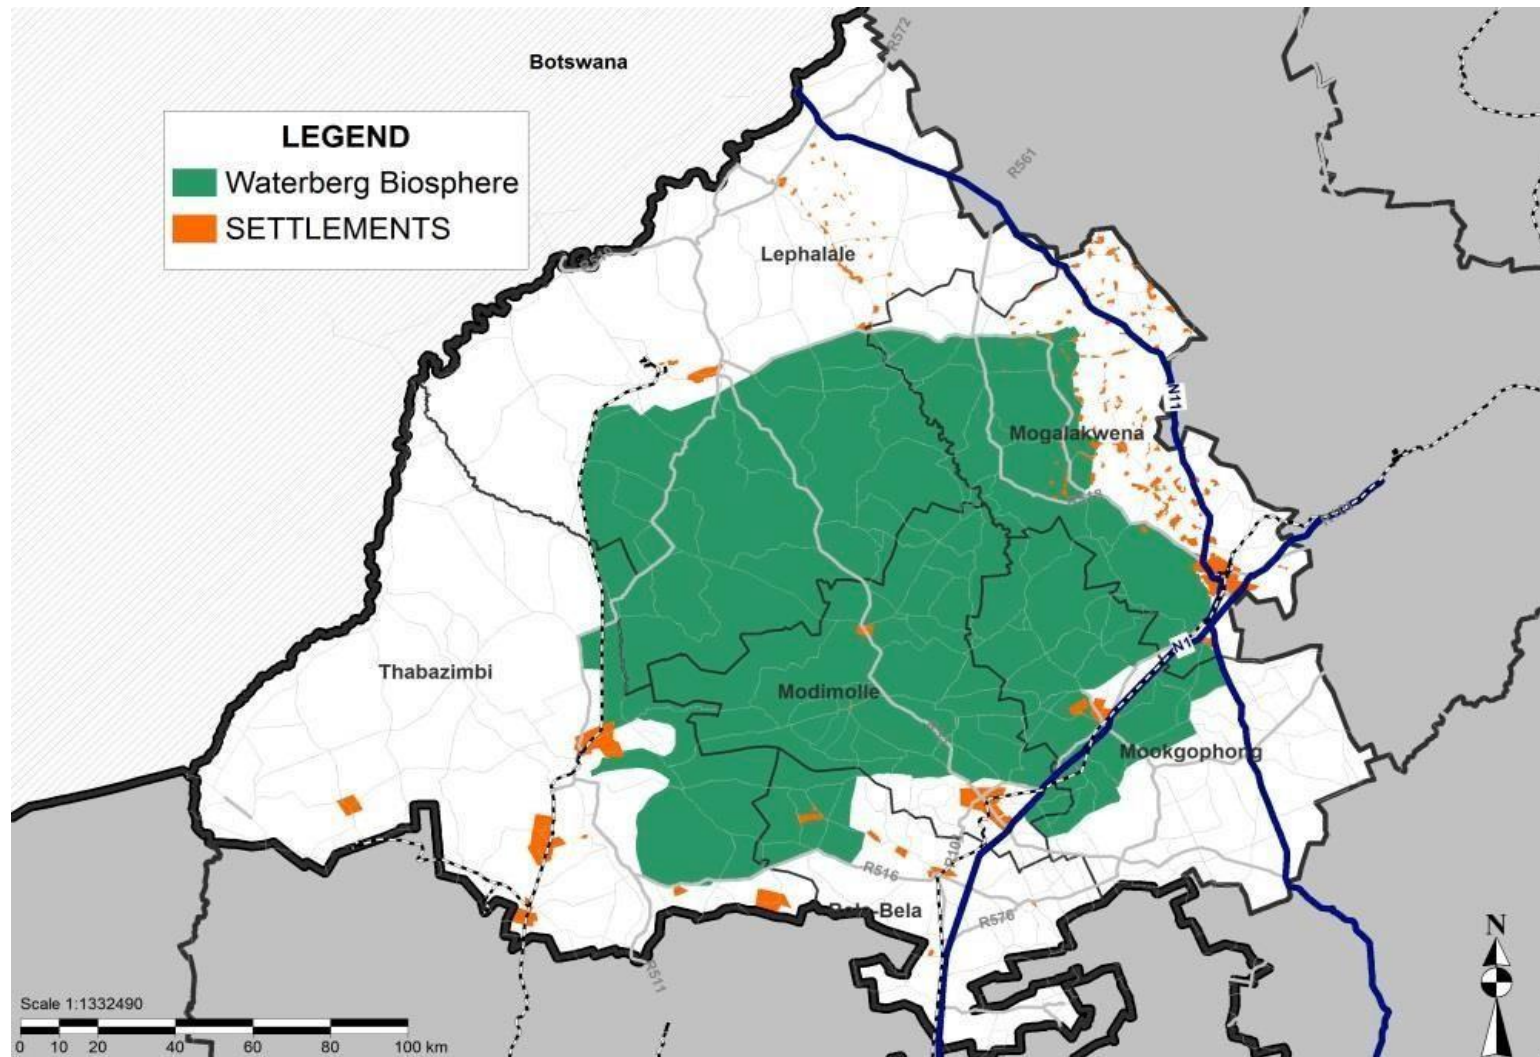 Botswana
R572
LEGEND
Waterberg Biosphere
SETTLEMENTS
R561
Lephalale
N11
Mogalakwena
Thabazimbi
Modimolle
N1
Mookgophong
R101
R516
Bela-Bela
R576
R511
N
Scale 1:1332490
0 10 20 40 60 80 100 km